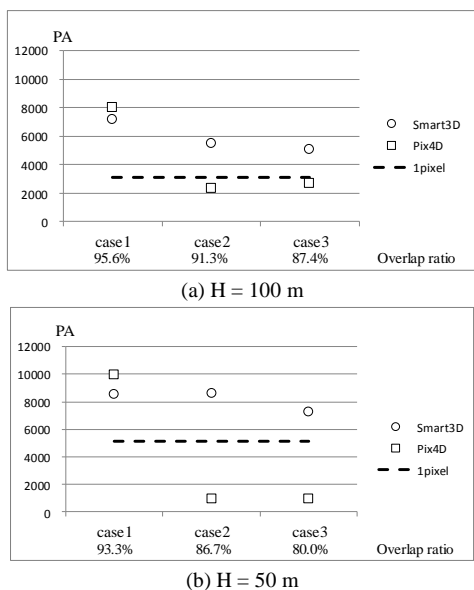 PA
12000
10000
8000
6000
4000
2000
0
Smart3D
Pix4D
1pixel
case1 case2 case3
95.6% 91.3% 87.4% Overlap ratio
(a) H = 100 m
PA
12000
10000
8000
6000
4000
2000
0
Smart3D
Pix4D
1pixel
case1 case2 case3
93.3% 86.7% 80.0% Overlap ratio
(b) H = 50 m